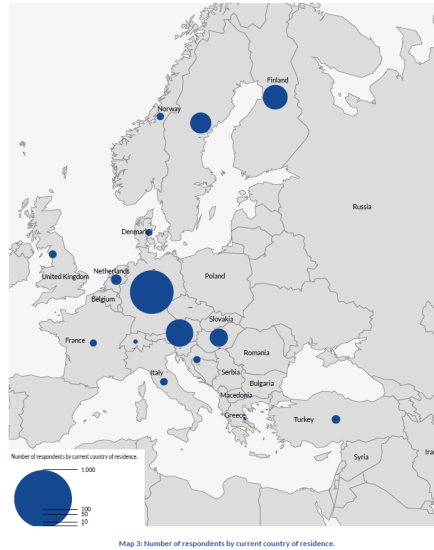 Finland
Norway
Russia
Denmark
United Kingdom
Netherlands
Poland
Belgium
Slovakia
France
Romania
Serbia
Italy
Bulgaria
Macedonia
Greece
Turkey
Syria
Iran
Number of respondents by current country of residence.
1,000
100
50
10
Map 3: Number of respondents by current country of residence.